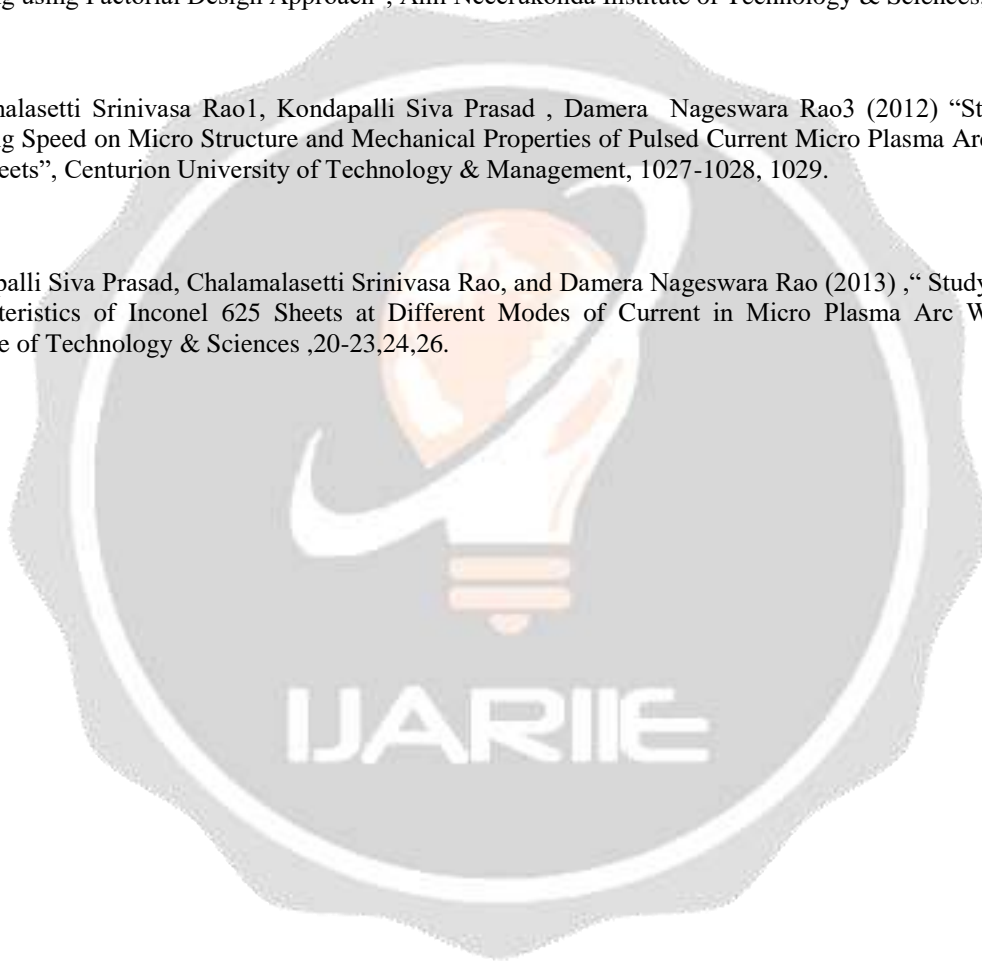 g using Factorial Design Approach", Anil Neerukonda Institute of Technology & Sciences.
alasetti Srinivasa Rao1, Kondapalli Siva Prasad , Damera Nageswara Rao3 (2012) “St
g Speed on Micro Structure and Mechanical Properties of Pulsed Current Micro Plasma Arc
eets”, Centurion University of Technology & Management, 1027-1028, 1029.
palli Siva Prasad, Chalamalasetti Srinivasa Rao, and Damera Nageswara Rao (2013) ,“ Study
teristics of Inconel 625 Sheets at Different Modes of Current in Micro Plasma Arc W
e of Technology & Sciences ,20-23,24,26.
IJARIIE